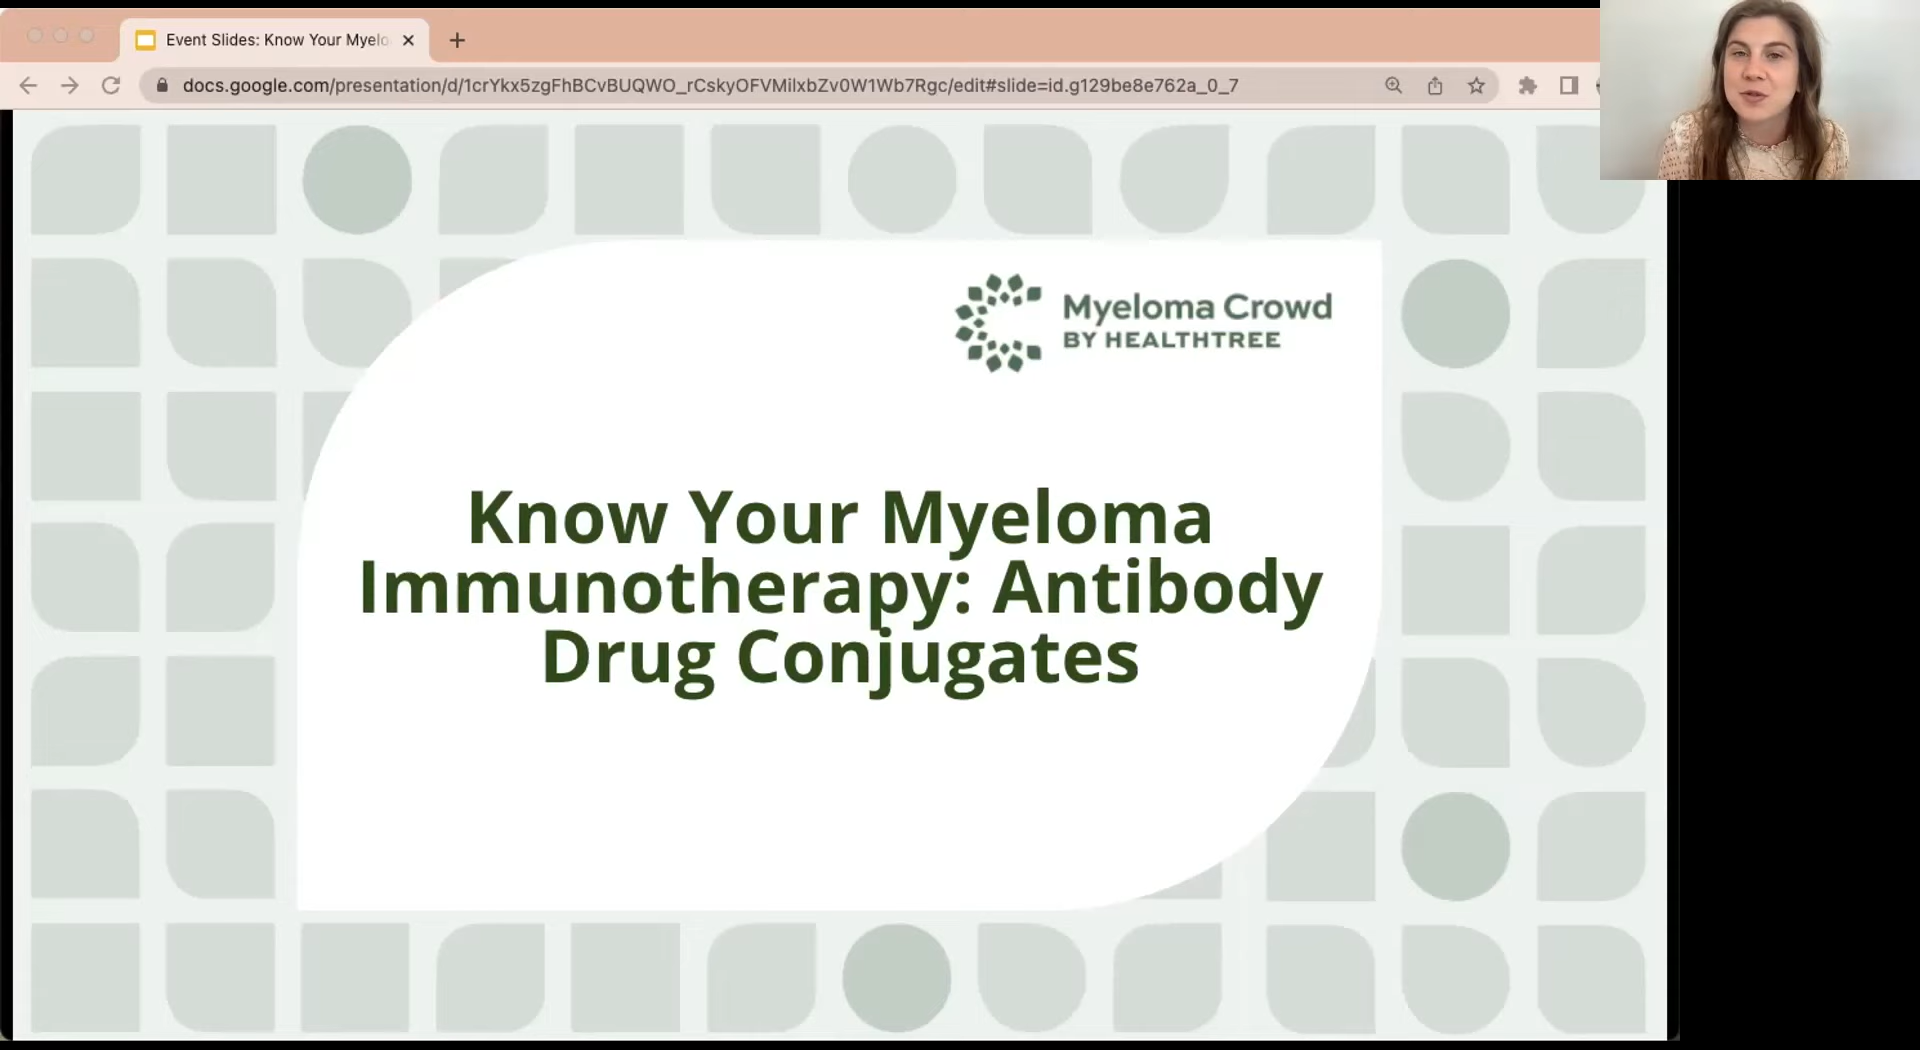 Event Slides: Know Your Myelo
docs.google.com/presentation/d/1crYkx5zgFhBCvBUQWO_rCskyOFVMilxbZv0W1Wb7Rgc/edit#slide=id.g129be8e762a_0_7
Myeloma Crowd
BY HEALTHTREE
Know Your Myeloma
Immunotherapy: Antibody
Drug Conjugates